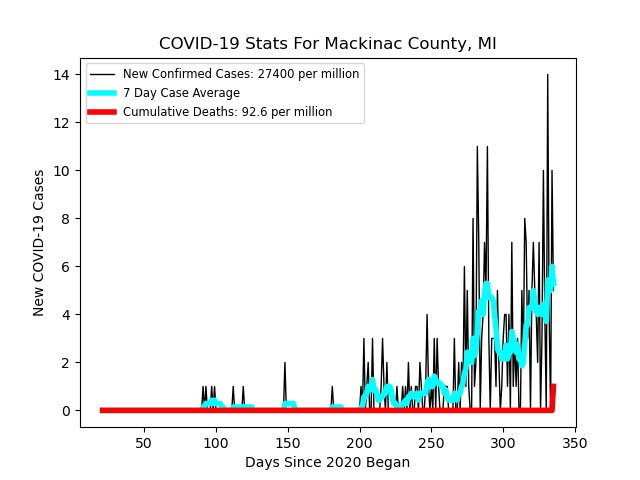 COVID-19 Stats For Mackinac County, MI
New Confirmed Cases: 27400 per million
7 Day Case Average
Cumulative Deaths: 92.6 per million
New COVID-19 Cases
14
12
10
8
6
4
2
0
50 100 150 200 250 300 350
Days Since 2020 Began